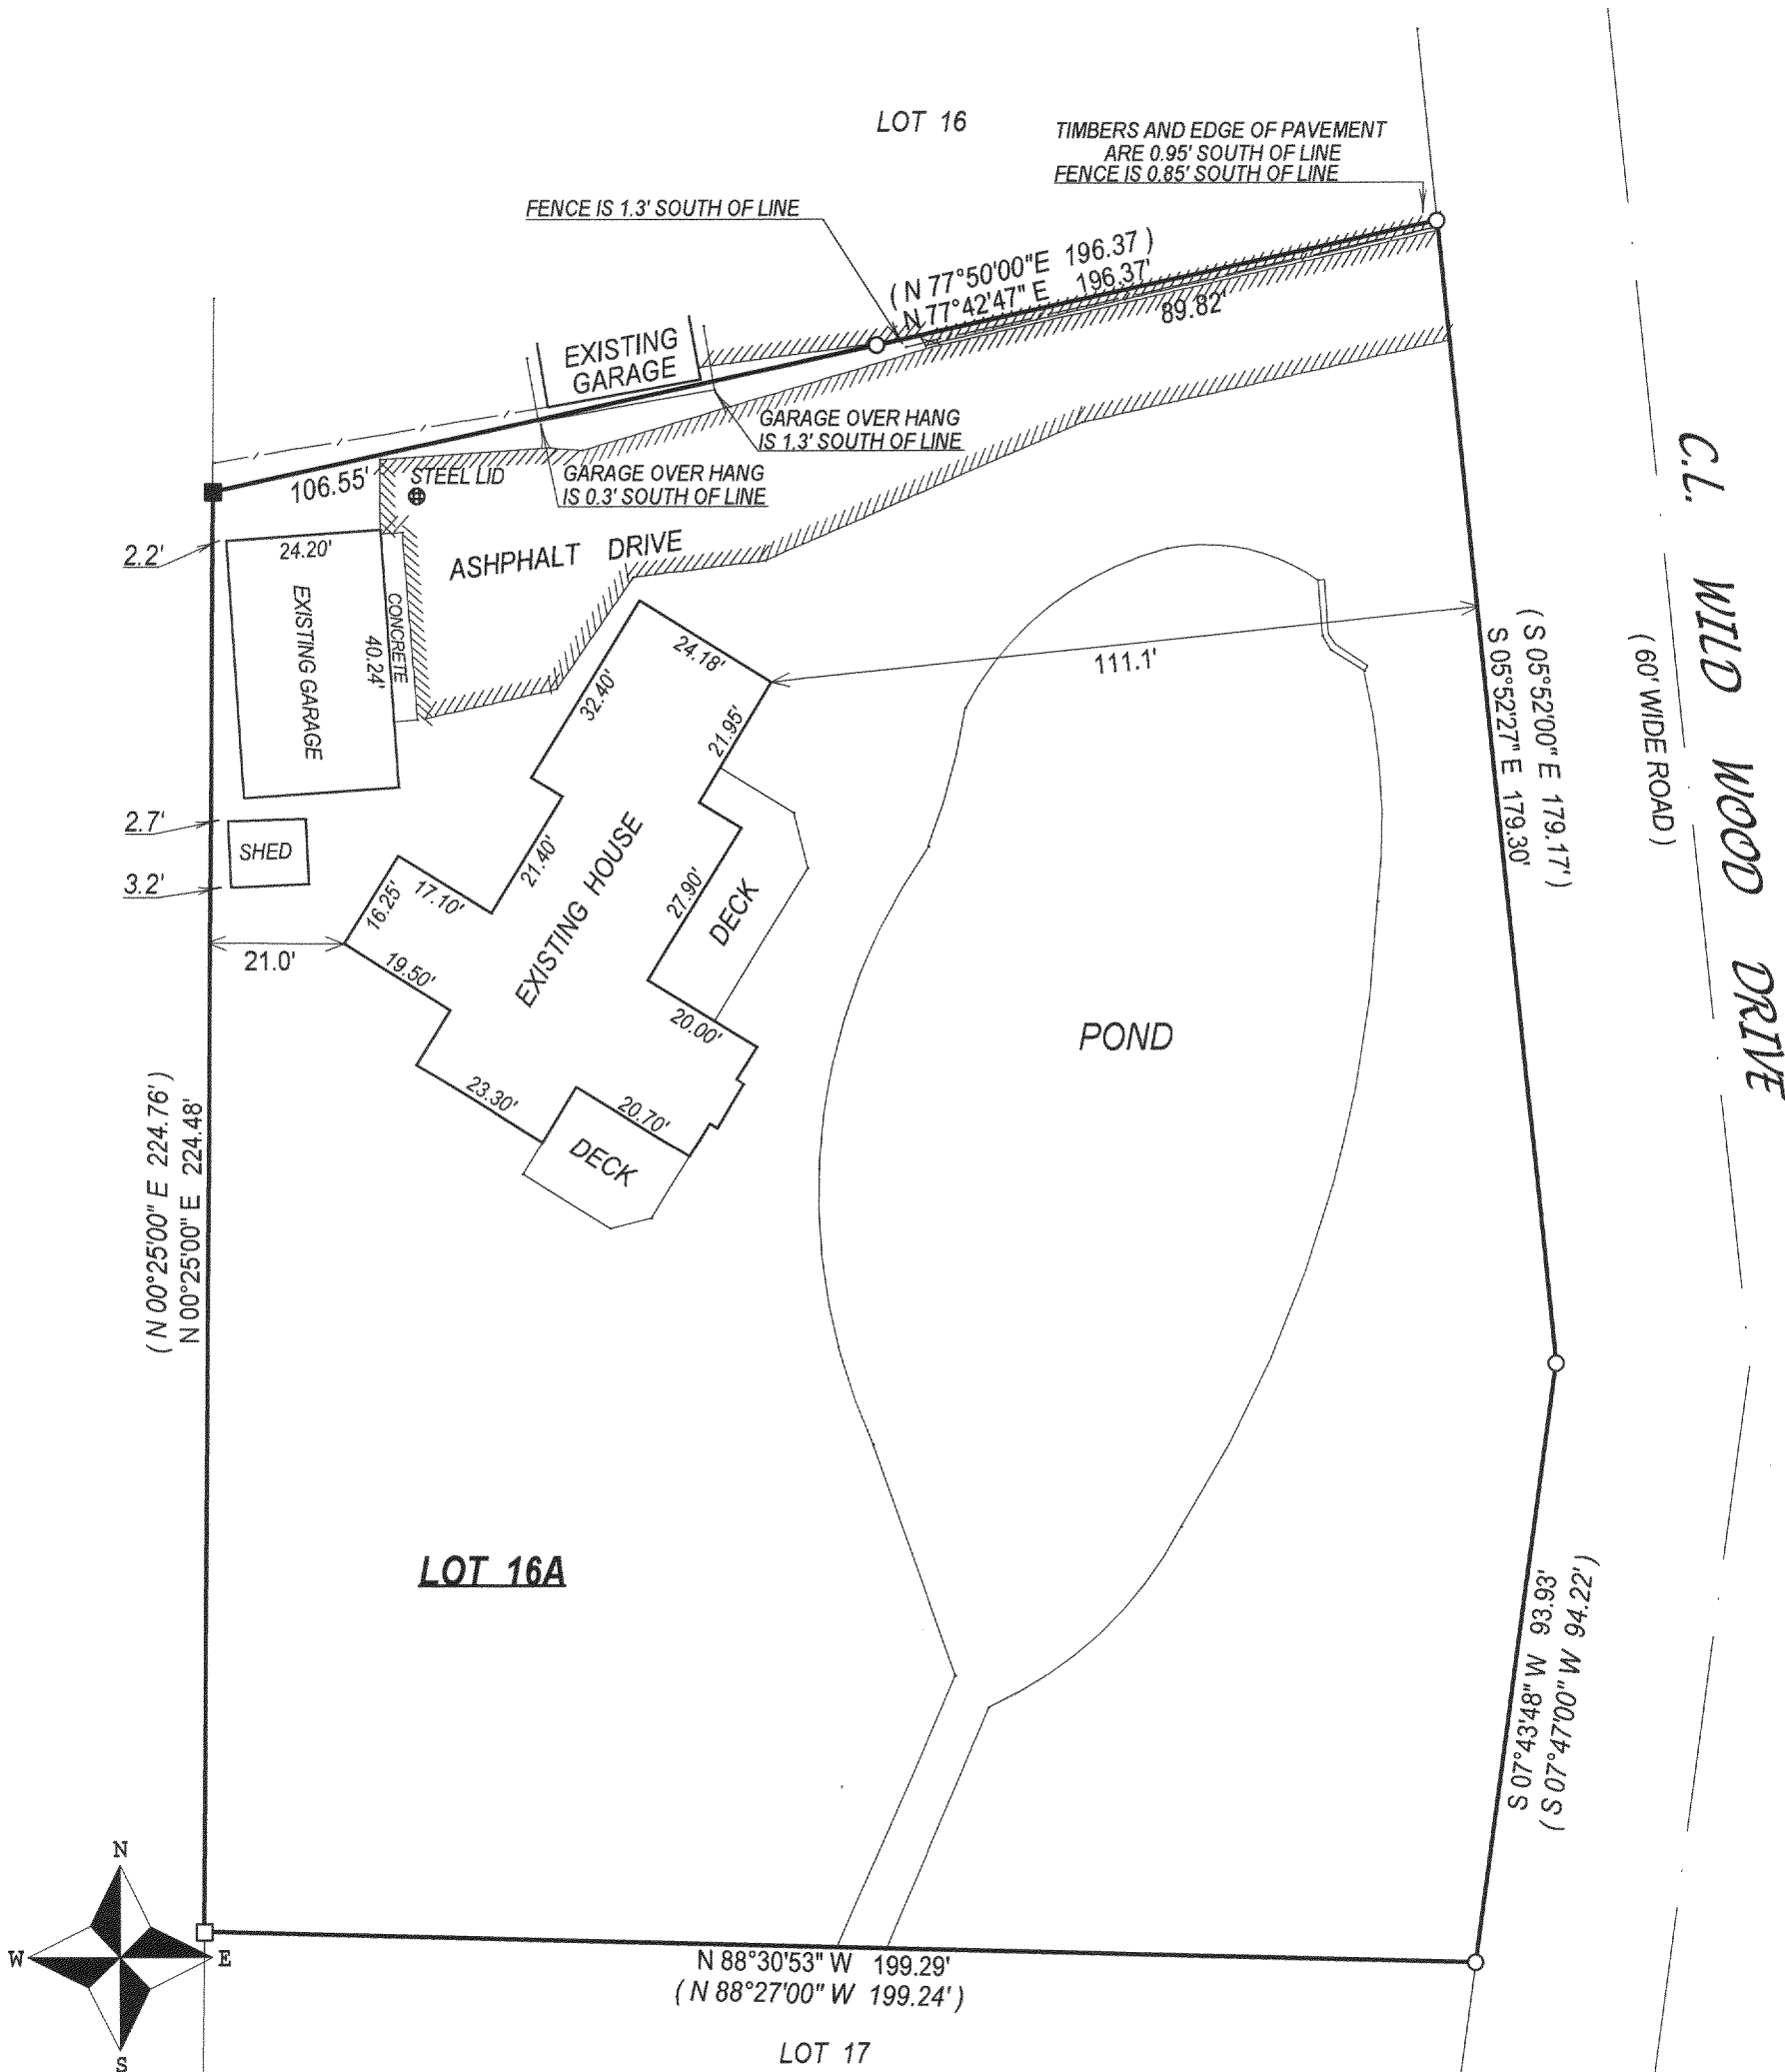 LOT 16
TIMBERS AND EDGE OF PAVEMENT
ARE 0.95' SOUTH OF LINE
FENCE IS 0.85' SOUTH OF LINE
FENCE IS 1.3' SOUTH OF LINE
( N 77°50'00"E 196.37 )
N 77°42'47" E 196.37'
89.82'
EXISTING
GARAGE
GARAGE OVER HANG
IS 1.3' SOUTH OF LINE
GARAGE OVER HANG
IS 0.3' SOUTH OF LINE
106.55'
STEEL LID
ASHPHALT DRIVE
2.2'
24.20'
EXISTING GARAGE
40.24'
CONCRETE
2.7'
SHED
3.2'
21.0'
24.18'
32.40'
21.95'
111.1'
21.40'
17.10'
16.25'
19.50'
EXISTING HOUSE
27.90'
DECK
20.00'
23.30'
20.70'
DECK
POND
( S 05°52'00" E 179.17' )
S 05°52'27" E 179.30'
( 60' WIDE ROAD )
C.L. WILD WOOD DRIVE
( N 00°25'00" E 224.76' )
N 00°25'00" E 224.48'
LOT 16A
S 07°43'48" W 93.93'
( S 07°47'00" W 94.22' )
N
W E
S
N 88°30'53" W 199.29'
( N 88°27'00" W 199.24' )
LOT 17